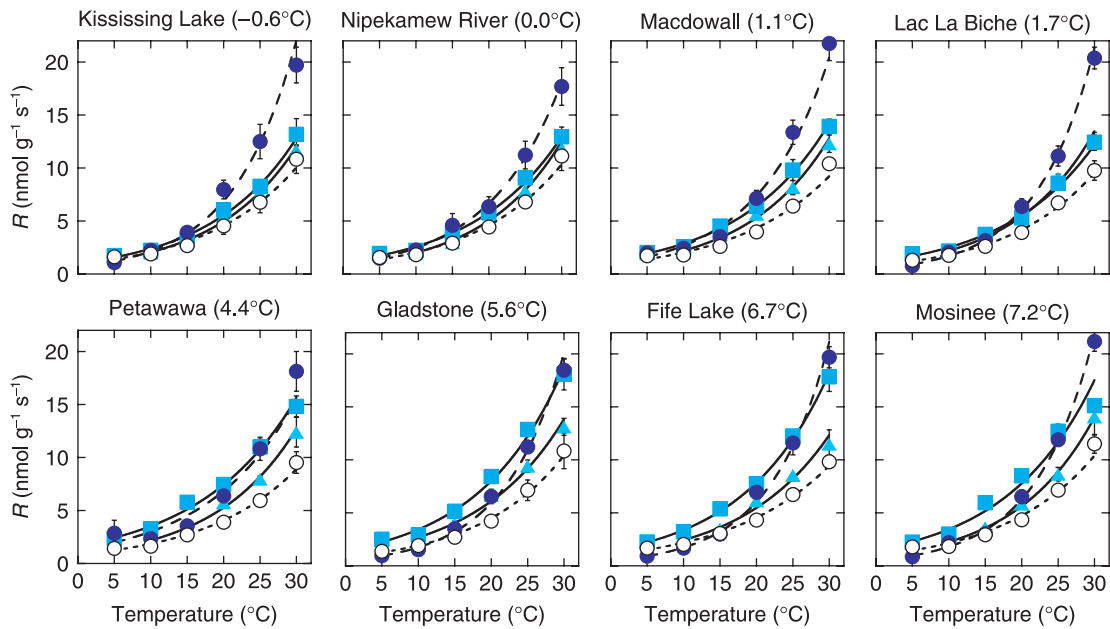 Kississing Lake (−0.6°C) Nipekamew River (0.0°C) Macdowall (1.1°C) Lac La Biche (1.7°C)
20
15
10
5
0
R (nmol g⁻¹ s⁻¹)
Petawawa (4.4°C) Gladstone (5.6°C) Fife Lake (6.7°C) Mosinee (7.2°C)
20
15
10
5
0
R (nmol g⁻¹ s⁻¹)
0 5 10 15 20 25 30 0 5 10 15 20 25 30 0 5 10 15 20 25 30 0 5 10 15 20 25 30
Temperature (°C) Temperature (°C) Temperature (°C) Temperature (°C)